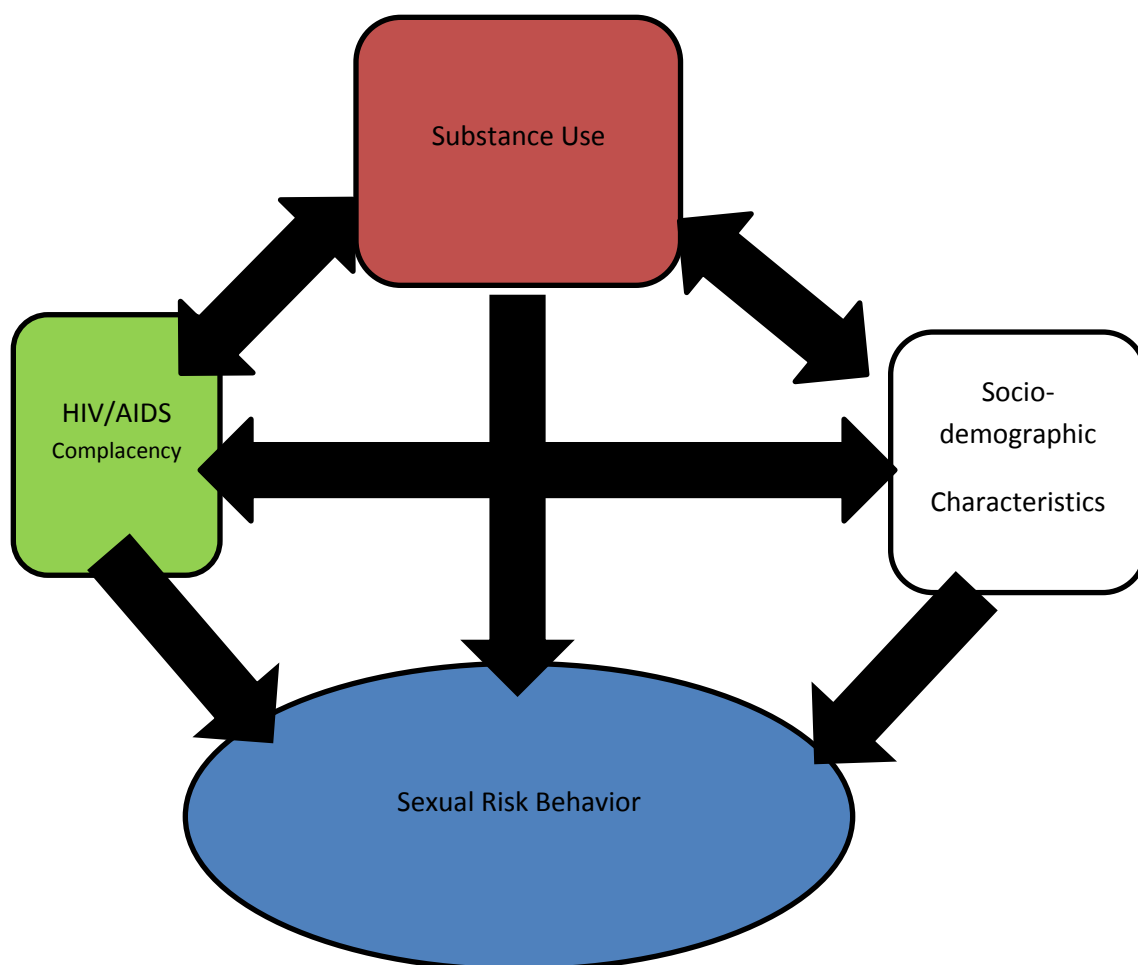 Substance Use
HIV/AIDS
Complacency
Socio-
demographic
Characteristics
Sexual Risk Behavior